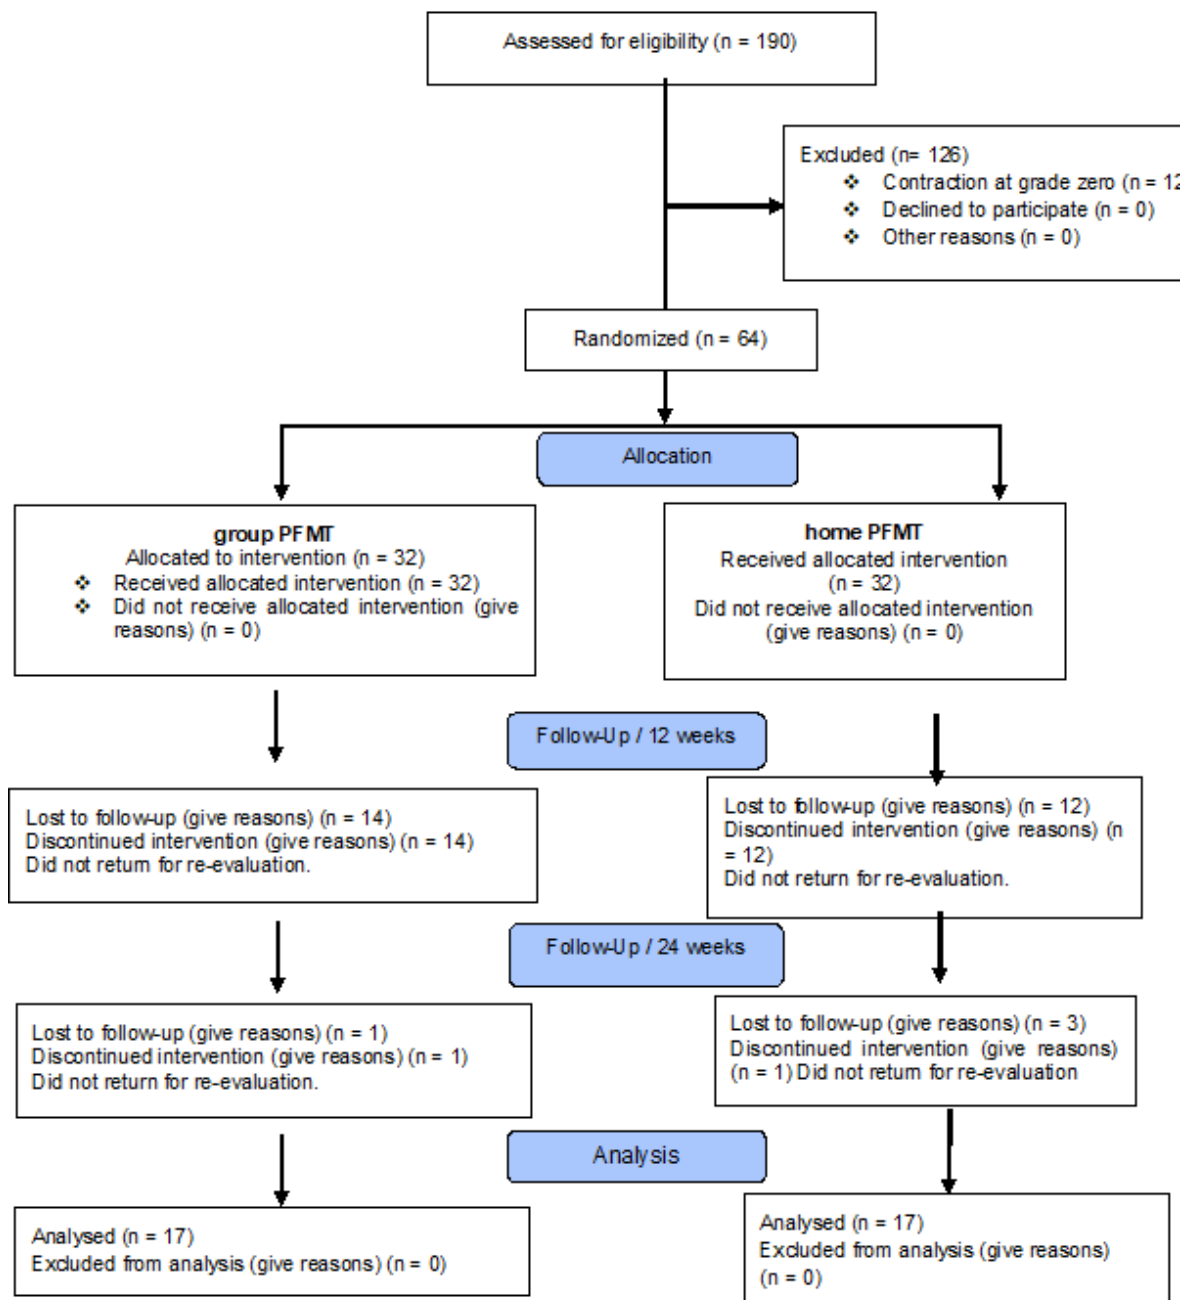 Assessed for eligibility (n = 190)
Excluded (n= 126)
❖ Contraction at grade zero (n = 12
❖ Declined to participate (n = 0)
❖ Other reasons (n = 0)
Randomized (n = 64)
Allocation
group PFMT
Allocated to intervention (n = 32)
❖ Received allocated intervention (n = 32)
❖ Did not receive allocated intervention (give
reasons) (n = 0)
home PFMT
Received allocated intervention
(n = 32)
Did not receive allocated intervention
(give reasons) (n = 0)
Follow-Up / 12 weeks
Lost to follow-up (give reasons) (n = 14)
Discontinued intervention (give reasons) (n = 14)
Did not return for re-evaluation.
Lost to follow-up (give reasons) (n = 12)
Discontinued intervention (give reasons) (n
= 12)
Did not return for re-evaluation.
Follow-Up / 24 weeks
Lost to follow-up (give reasons) (n = 1)
Discontinued intervention (give reasons) (n = 1)
Did not return for re-evaluation.
Lost to follow-up (give reasons) (n = 3)
Discontinued intervention (give reasons)
(n = 1) Did not return for re-evaluation
Analysis
Analysed (n = 17)
Excluded from analysis (give reasons) (n = 0)
Analysed (n = 17)
Excluded from analysis (give reasons)
(n = 0)